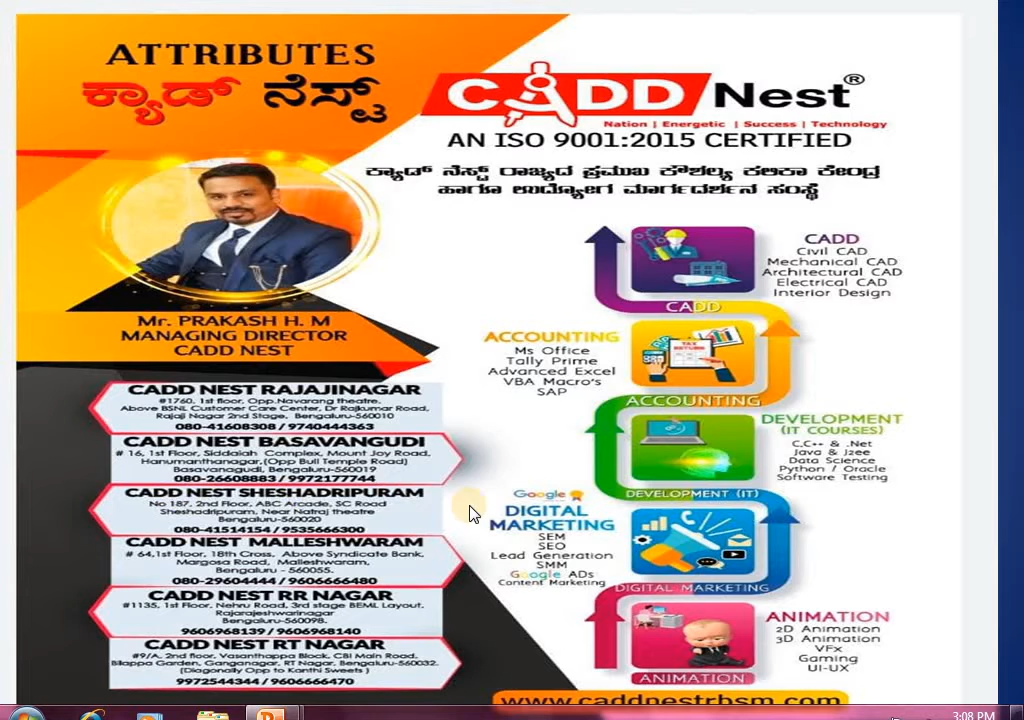 ATTRIBUTES
ಕ್ಯಾಡ್ ನೆಸ್ಟ್
CADD Nest®
Nation | Energetic | Success | Technology
AN ISO 9001:2015 CERTIFIED
ಕ್ಯಾಡ್ ನೆಸ್ಟ್ ರಾಜ್ಯದ ಪ್ರಮುಖ ಕೌಶಲ್ಯ ಕಲಿಕಾ ಕೇಂದ್ರ
ಹಾಗೂ ಉದ್ಯೋಗ ಮಾರ್ಗದರ್ಶನ ಸಂಸ್ಥೆ
Mr. PRAKASH H. M
MANAGING DIRECTOR
CADD NEST
CADD NEST RAJAJINAGAR
#1760, 1st floor, Opp.Navarang theatre,
Above BSNL Customer Care Center, Dr Rajkumar Road,
Rajaji Nagar 2nd Stage, Bengaluru-560010
080-41608308 / 9740444363
CADD NEST BASAVANGUDI
# 16, 1st Floor, Siddaiah Complex, Mount Joy Road,
Hanumanthanagar,(Opp Bull Temple Road)
Basavanagudi, Bengaluru-560019
080-26608883 / 9972177744
CADD NEST SHESHADRIPURAM
No 187, 2nd Floor, ABC Arcade, SC Road
Sheshadripuram, Near Natraj theatre
Bengaluru-560020
080-41514154 / 9535666300
CADD NEST MALLESHWARAM
# 64,1st Floor, 18th Cross, Above Syndicate Bank,
Margosa Road, Malleshwaram,
Bengaluru - 560055.
080-29604444 / 9606666480
CADD NEST RR NAGAR
#1135, 1st Floor, Nehru Road, 3rd stage BEML Layout,
Rajarajeshwarinagar
Bengaluru-560098.
9606968139 / 9606968140
CADD NEST RT NAGAR
#9/A, 2nd floor, Vasanthappa Block, CBI Main Road,
Bilappa Garden, Ganganagar, RT Nagar, Bengaluru-560032.
(Diagonally Opp to Kanthi Sweets )
9972544344 / 9606666470
CADD
CADD
Civil CAD
Mechanical CAD
Architectural CAD
Electrical CAD
Interior Design
ACCOUNTING
Ms Office
Tally Prime
Advanced Excel
VBA Macro's
SAP
TAX
RETURN
ACCOUNTING
DEVELOPMENT
(IT COURSES)
C,C++ & .Net
Java & J2ee
Data Science
Python / Oracle
Software Testing
DEVELOPMENT (IT)
Google
DIGITAL
MARKETING
SEM
SEO
Lead Generation
SMM
Google ADs
Content Marketing
DIGITAL MARKETING
ANIMATION
2D Animation
3D Animation
VFx
Gaming
UI-UX
ANIMATION
www.caddnestrbsm.com
3:08 PM